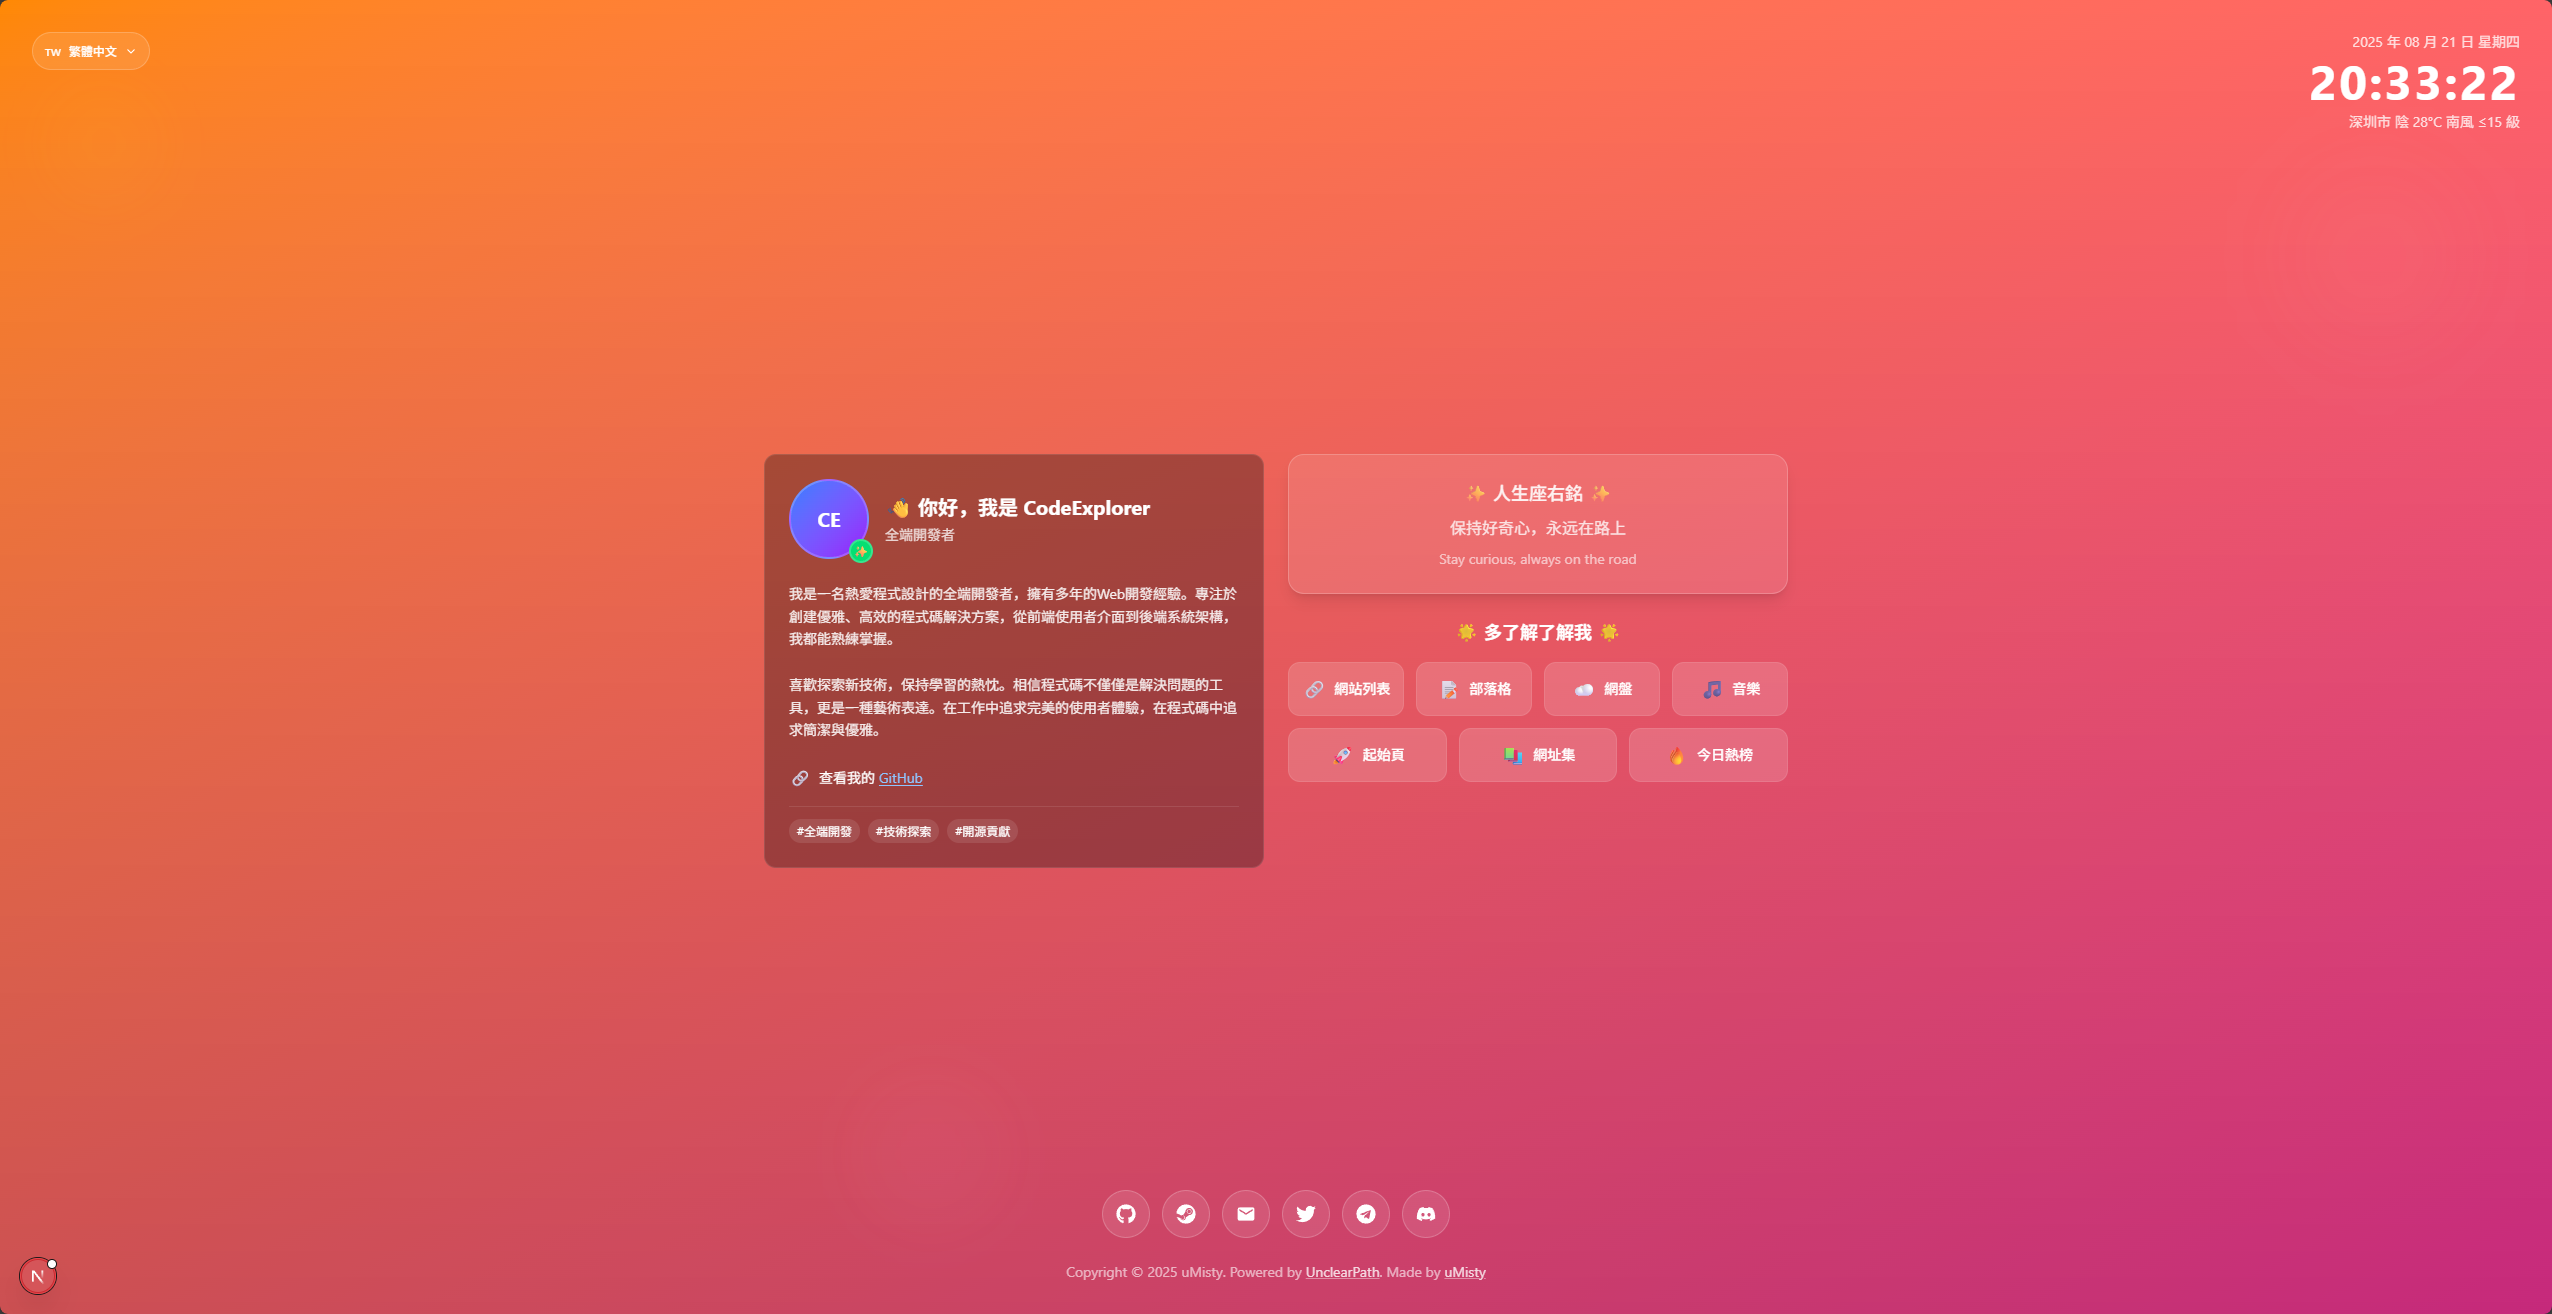 TW 繁體中文
2025 年 08 月 21 日 星期四
20:33:22
深圳市 陰 28°C 南風 ≤15 級
CE
👋 你好，我是 CodeExplorer
全端開發者
我是一名熱愛程式設計的全端開發者，擁有多年的Web開發經驗。專注於
創建優雅、高效的程式碼解決方案，從前端使用者介面到後端系統架構，
我都能熟練掌握。
喜歡探索新技術，保持學習的熱忱。相信程式碼不僅僅是解決問題的工
具，更是一種藝術表達。在工作中追求完美的使用者體驗，在程式碼中追
求簡潔與優雅。
🔗 查看我的 GitHub
#全端開發 #技術探索 #開源貢獻
✨ 人生座右銘 ✨
保持好奇心，永远在路上
Stay curious, always on the road
🌟 多了解了解我 🌟
🔗 網站列表
📝 部落格
☁️ 網盤
🎵 音樂
🚀 起始頁
📚 網址集
🔥 今日熱榜
N
Copyright © 2025 uMisty. Powered by UnclearPath. Made by uMisty